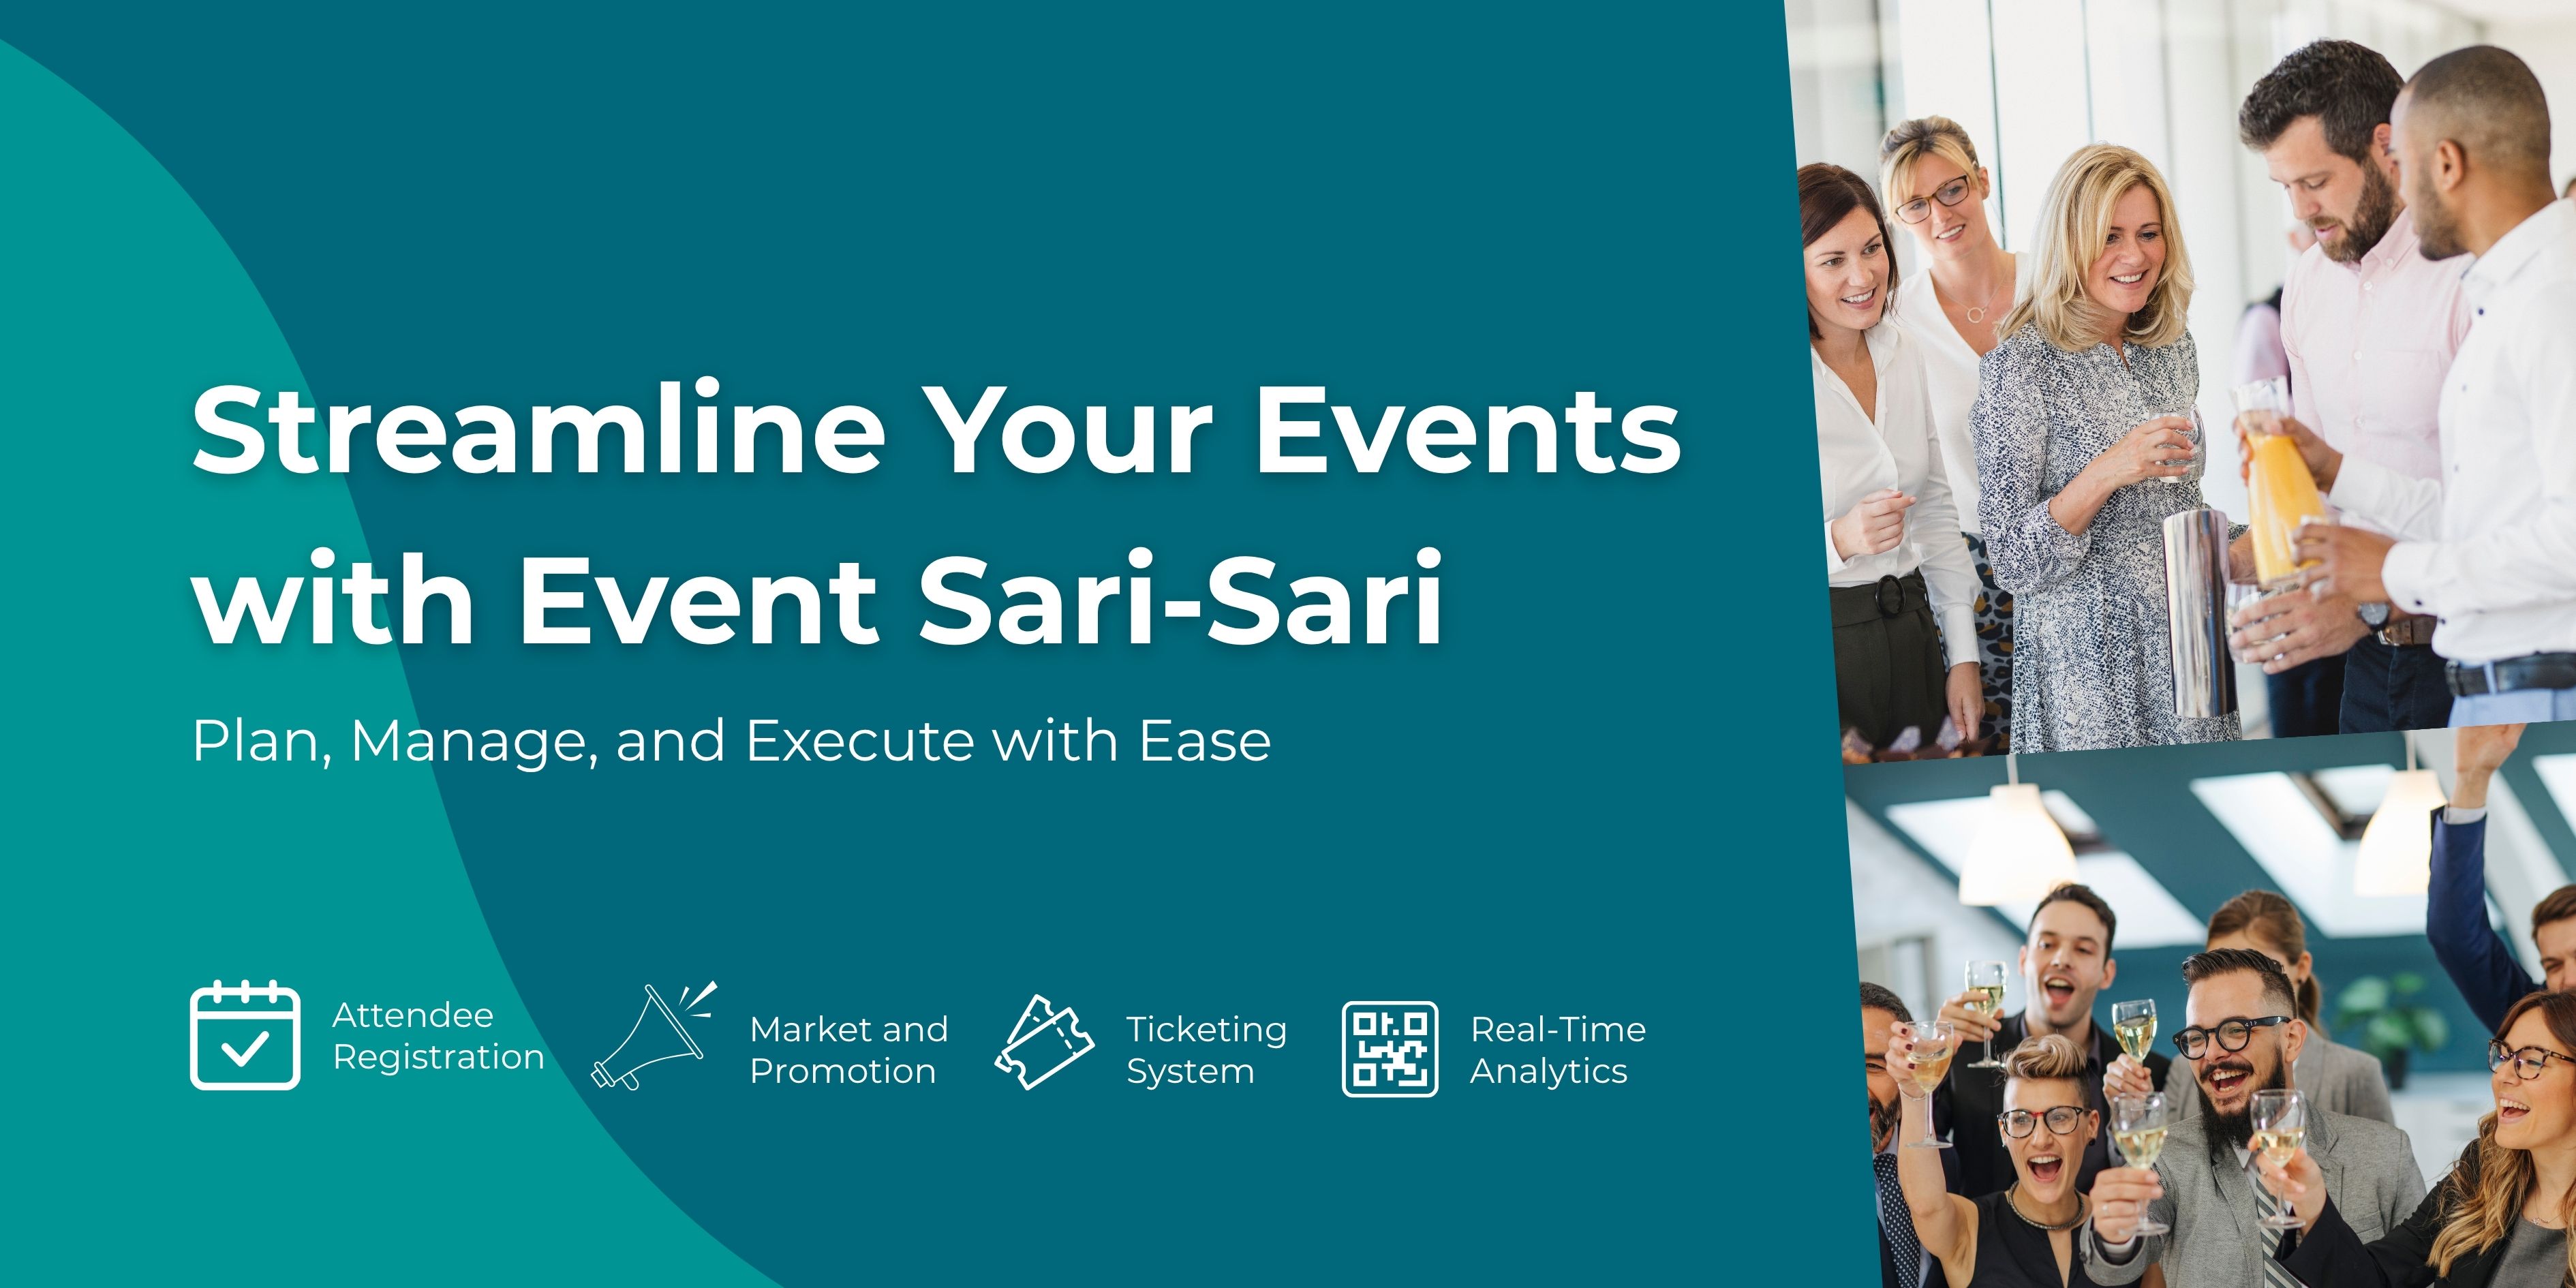 Streamline Your Events
with Event Sari-Sari
Plan, Manage, and Execute with Ease
Attendee
Registration
Market and
Promotion
Ticketing
System
Real-Time
Analytics